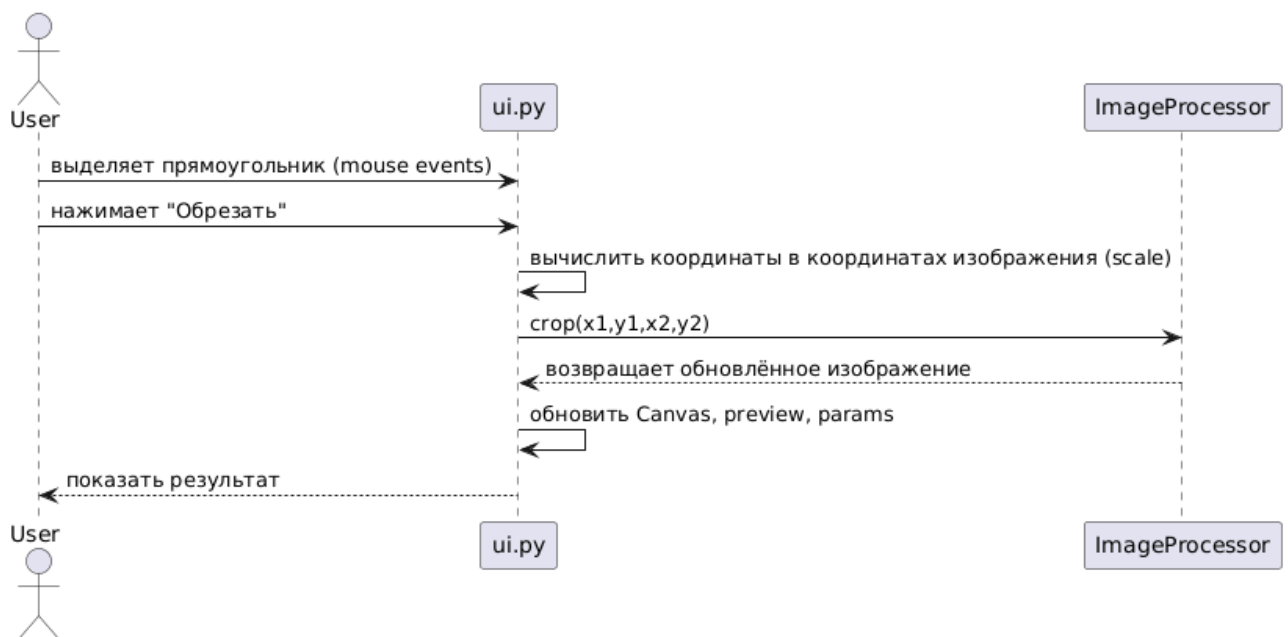 User
ui.py
ImageProcessor
выделяет прямоугольник (mouse events)
нажимает "Обрезать"
вычислить координаты в координатах изображения (scale)
crop(x1,y1,x2,y2)
возвращает обновлённое изображение
обновить Canvas, preview, params
показать результат
User
ui.py
ImageProcessor